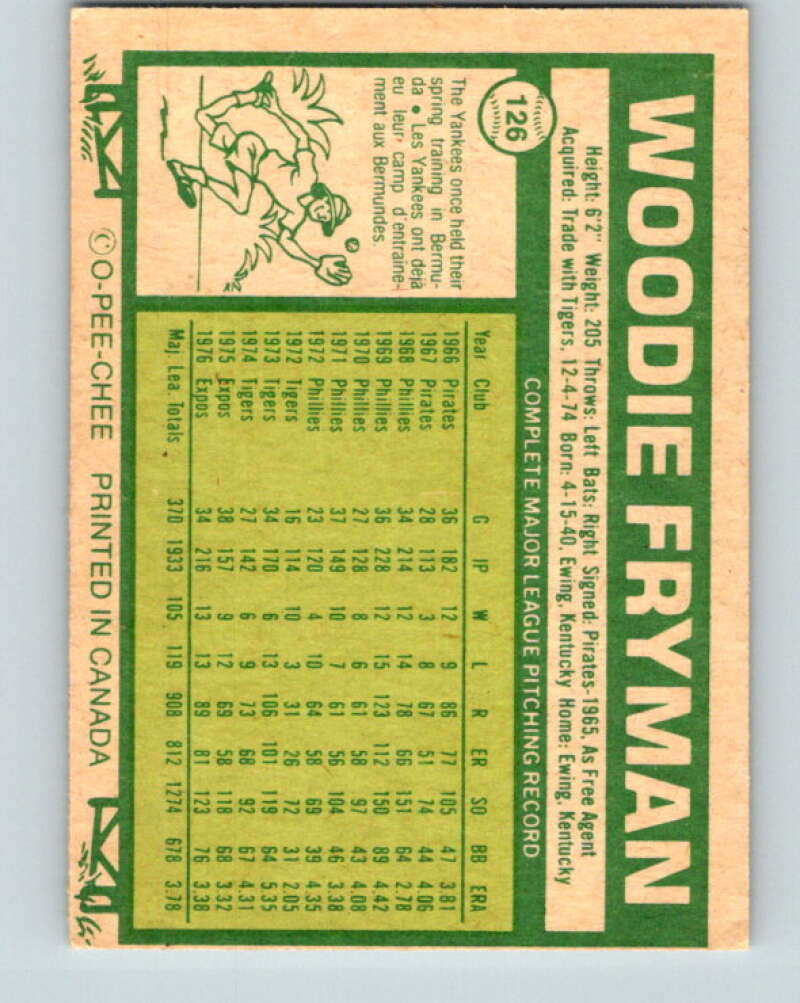 WOODIE FRYMAN
Height: 6'2" Weight: 205 Throws: Left Bats: Right Signed: Pirates-1965, As Free Agent
Acquired: Trade with Tigers, 12-4-74 Born: 4-15-40, Ewing, Kentucky Home: Ewing, Kentucky
126
COMPLETE MAJOR LEAGUE PITCHING RECORD
The Yankees once held their
spring training in Bermu-
da • Les Yankees ont déjà
eu leur camp d'entraine-
ment aux Bermundes.
Year Club G IP W L R ER SO BB ERA
1966 Pirates 36 182 12 9 86 77 105 47 3.81
1967 Pirates 28 113 3 8 67 51 74 44 4.06
1968 Phillies 34 214 12 14 78 66 151 64 2.78
1969 Phillies 36 228 12 15 123 112 150 89 4.42
1970 Phillies 27 128 8 6 61 58 97 43 4.08
1971 Phillies 37 149 10 7 61 56 104 46 3.38
1972 Phillies 23 120 4 10 64 58 69 39 4.35
1972 Tigers 16 114 10 3 31 26 72 31 2.05
1973 Tigers 34 170 6 13 106 101 119 64 5.35
1974 Tigers 27 142 6 9 73 68 92 67 4.31
1975 Expos 38 157 9 12 69 58 118 68 3.32
1976 Expos 34 216 13 13 89 81 123 76 3.38
Maj. Lea. Totals 370 1933 105 119 908 812 1274 678 3.78
© O-PEE-CHEE PRINTED IN CANADA